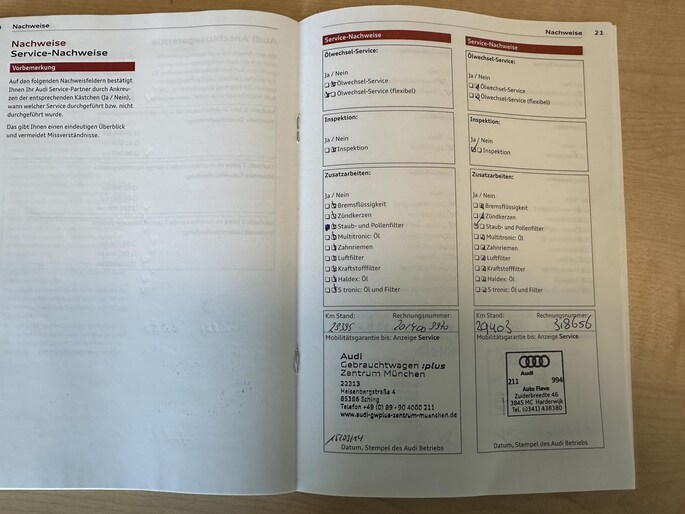 Nachweise
Nachweise
Service-Nachweise
Vorbemerkung
Auf den folgenden Nachweisfeldern bestätigt
Ihnen Ihr Audi Service-Partner durch Ankreu-
zen der entsprechenden Kästchen (Ja / Nein),
wann welcher Service durchgeführt bzw. nicht
durchgeführt wurde.
Das gibt Ihnen einen eindeutigen Überblick
und vermeidet Missverständnisse.
Nachweise 21
Service-Nachweise
Ölwechsel-Service:
Ja / Nein
Ölwechsel-Service
Ölwechsel-Service (flexibel)
Inspektion:
Ja / Nein
Inspektion
Zusatzarbeiten:
Ja / Nein
Bremsflüssigkeit
Zündkerzen
Staub- und Pollenfilter
Multitronic: Öl
Zahnriemen
Luftfilter
Kraftstofffilter
Haldex: Öl
S tronic: Öl und Filter
Km Stand: Rechnungsnummer:
Mobilitätsgarantie bis: Anzeige Service
Audi
Gebrauchtwagen :plus
Zentrum München
22213
Heisenbergstraße 4
85386 Eching
Telefon +49 (0) 89 - 90 4000 211
www.audi-gwplus-zentrum-muenchen.de
Datum, Stempel des Audi Betriebs
Service-Nachweise
Ölwechsel-Service:
Ja / Nein
Ölwechsel-Service
Ölwechsel-Service (flexibel)
Inspektion:
Ja / Nein
Inspektion
Zusatzarbeiten:
Ja / Nein
Bremsflüssigkeit
Zündkerzen
Staub- und Pollenfilter
Multitronic: Öl
Zahnriemen
Luftfilter
Kraftstofffilter
Haldex: Öl
S tronic: Öl und Filter
Km Stand: Rechnungsnummer:
29403 318656
Mobilitätsgarantie bis: Anzeige Service
Audi
211 994
Auto Flevo
Zuiderbreedte 46
3845 MC Harderwijk
Tel. (0341) 438380
Datum, Stempel des Audi Betriebs